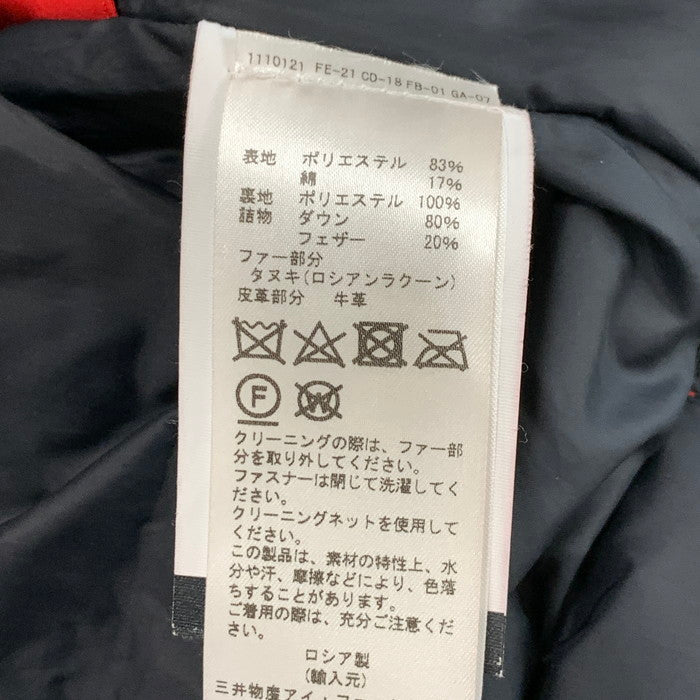 1110121 FE-21 CD-18 FB-01 GA-07
表地 ポリエステル 83%
綿 17%
裏地 ポリエステル 100%
詰物 ダウン 80%
フェザー 20%
ファー部分
タヌキ(ロシアンラクーン)
皮革部分 牛革
F W
クリーニングの際は、ファー部
分を取り外してください。
ファスナーは閉じて洗濯してく
ださい。
クリーニングネットを使用して
ください。
この製品は、素材の特性上、水
分や汗、摩擦などにより、色落
ちすることがあります。
ご着用の際は、充分ご注意くだ
さい。
ロシア製
(輸入元)
三井物産アイ・ファ